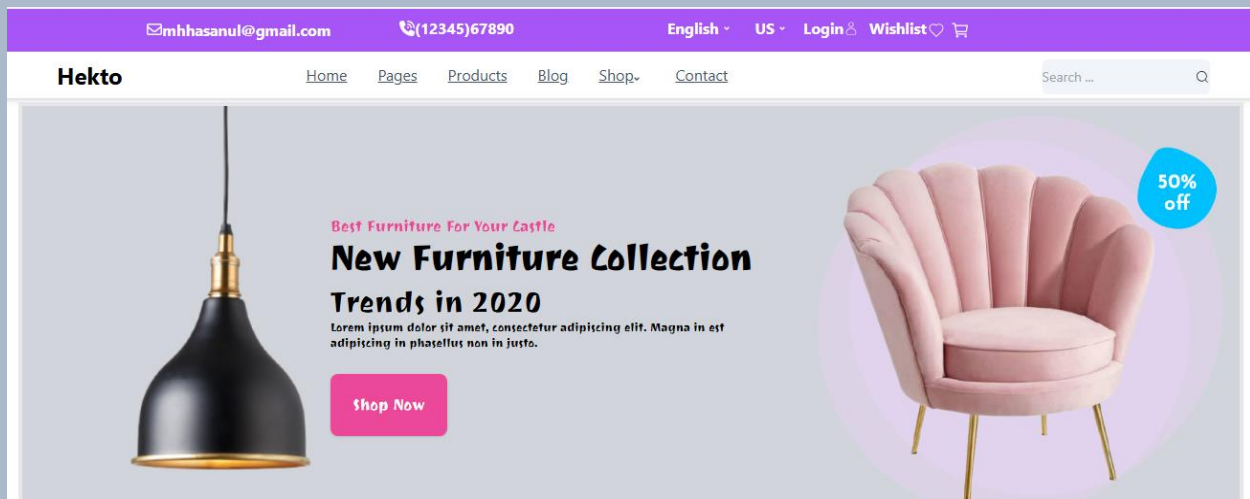 mhhasanul@gmail.com (12345)67890 English US Login Wishlist
Hekto Home Pages Products Blog Shop Contact Search ...
50%
off
Best Furniture For Your Castle
New Furniture Collection
Trends in 2020
Lorem ipsum dolor sit amet, consectetur adipiscing elit. Magna in est
adipiscing in phasellus non in justo.
Shop Now